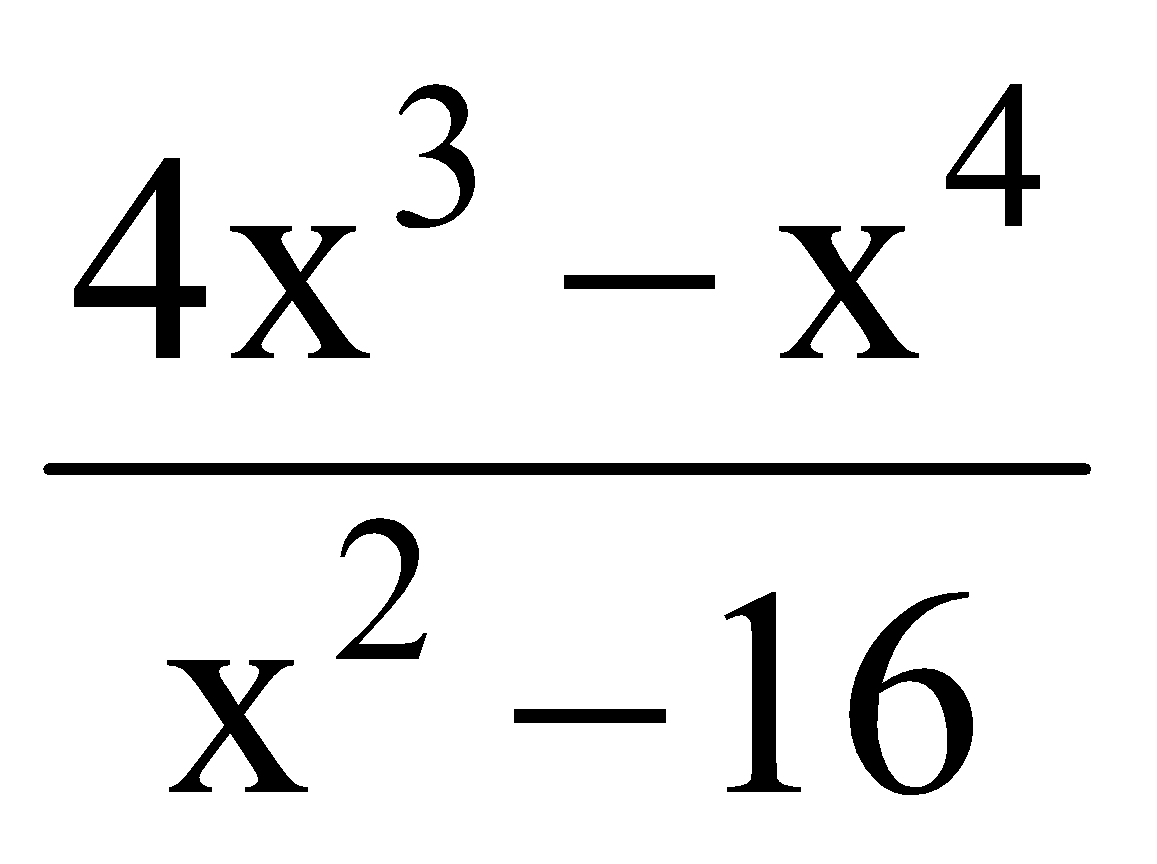 4x³ − x⁴
x² − 16